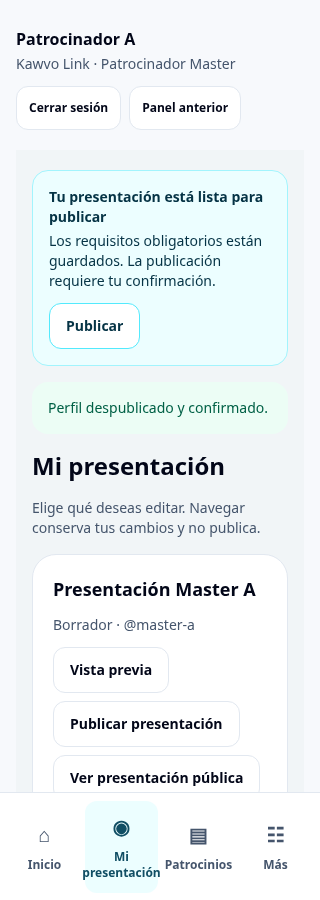 Patrocinador A
Kawvo Link · Patrocinador Master
Cerrar sesión
Panel anterior
Tu presentación está lista para
publicar
Los requisitos obligatorios están
guardados. La publicación
requiere tu confirmación.
Publicar
Perfil despublicado y confirmado.
Mi presentación
Elige qué deseas editar. Navegar
conserva tus cambios y no publica.
Presentación Master A
Borrador · @master-a
Vista previa
Publicar presentación
Ver presentación pública
Inicio
Mi
presentación
Patrocinios
Más